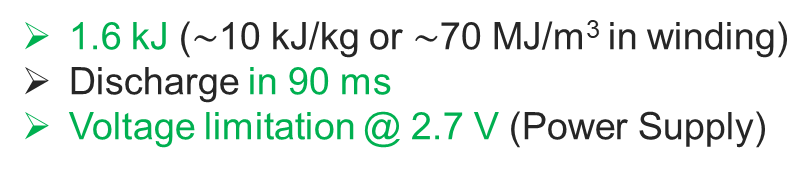 ➢ 1.6 kJ (~10 kJ/kg or ~70 MJ/m³ in winding)
➢ Discharge in 90 ms
➢ Voltage limitation @ 2.7 V (Power Supply)